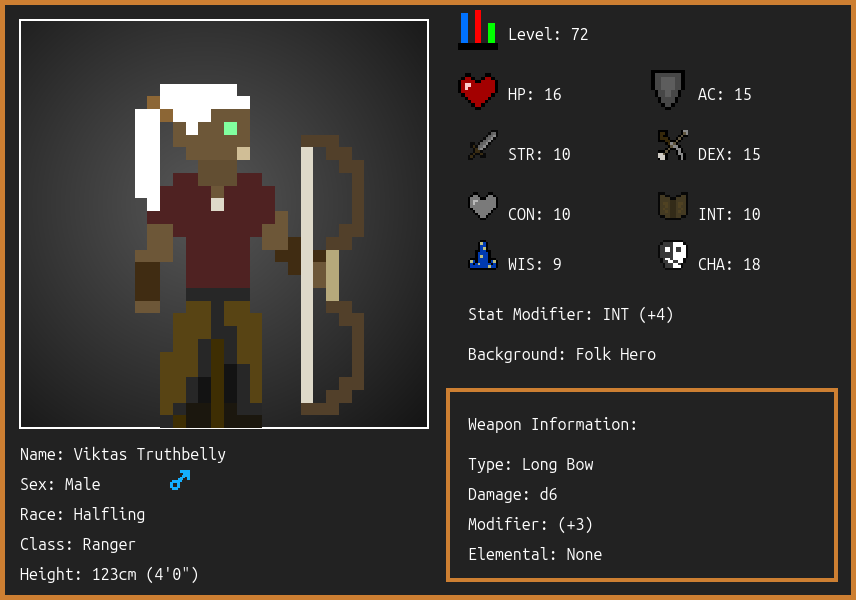 Level: 72
HP: 16
AC: 15
STR: 10
DEX: 15
CON: 10
INT: 10
WIS: 9
CHA: 18
Stat Modifier: INT (+4)
Background: Folk Hero
Weapon Information:
Type: Long Bow
Damage: d6
Modifier: (+3)
Elemental: None
Name: Viktas Truthbelly
Sex: Male
Race: Halfling
Class: Ranger
Height: 123cm (4'0")